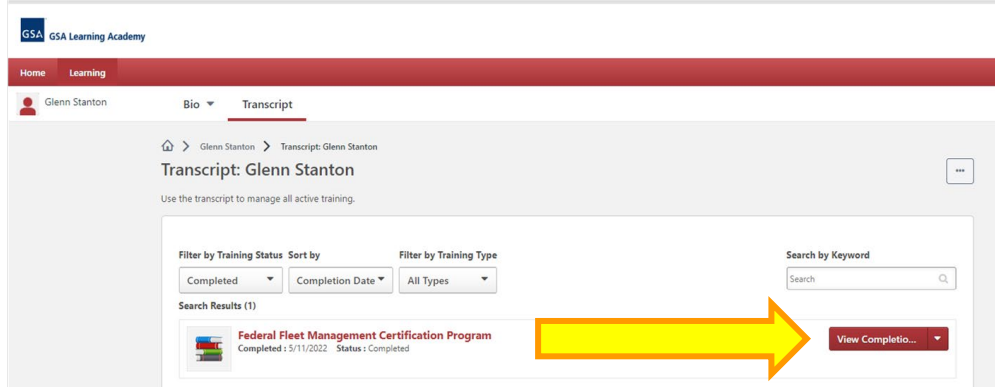 GSA GSA Learning Academy
Home Learning
Glenn Stanton Bio Transcript
Glenn Stanton Transcript: Glenn Stanton
Transcript: Glenn Stanton
Use the transcript to manage all active training.
Filter by Training Status Sort by Filter by Training Type Search by Keyword
Completed Completion Date All Types Search
Search Results (1)
Federal Fleet Management Certification Program View Completio...
Completed : 5/11/2022 Status : Completed